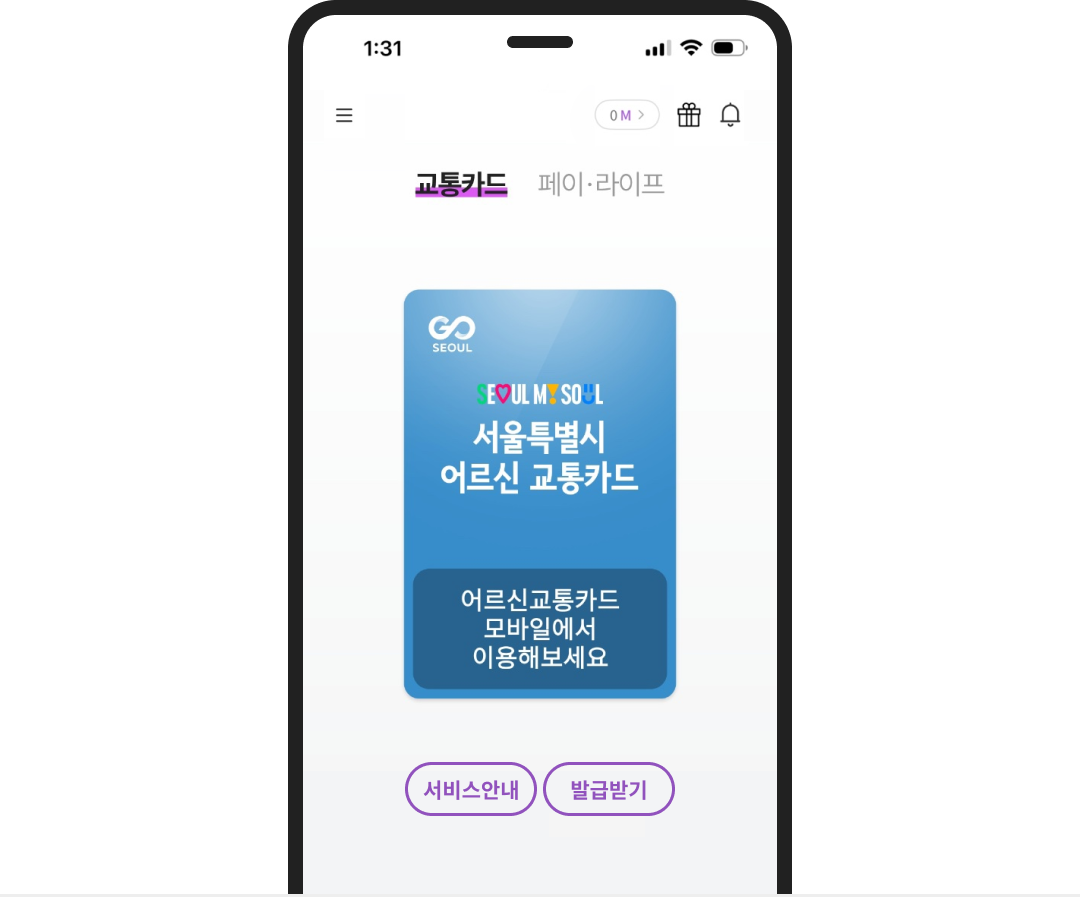 1:31
0 M
교통카드 페이·라이프
GO
SEOUL
SEOUL MY SOUL
서울특별시
어르신 교통카드
어르신교통카드
모바일에서
이용해보세요
서비스안내 발급받기